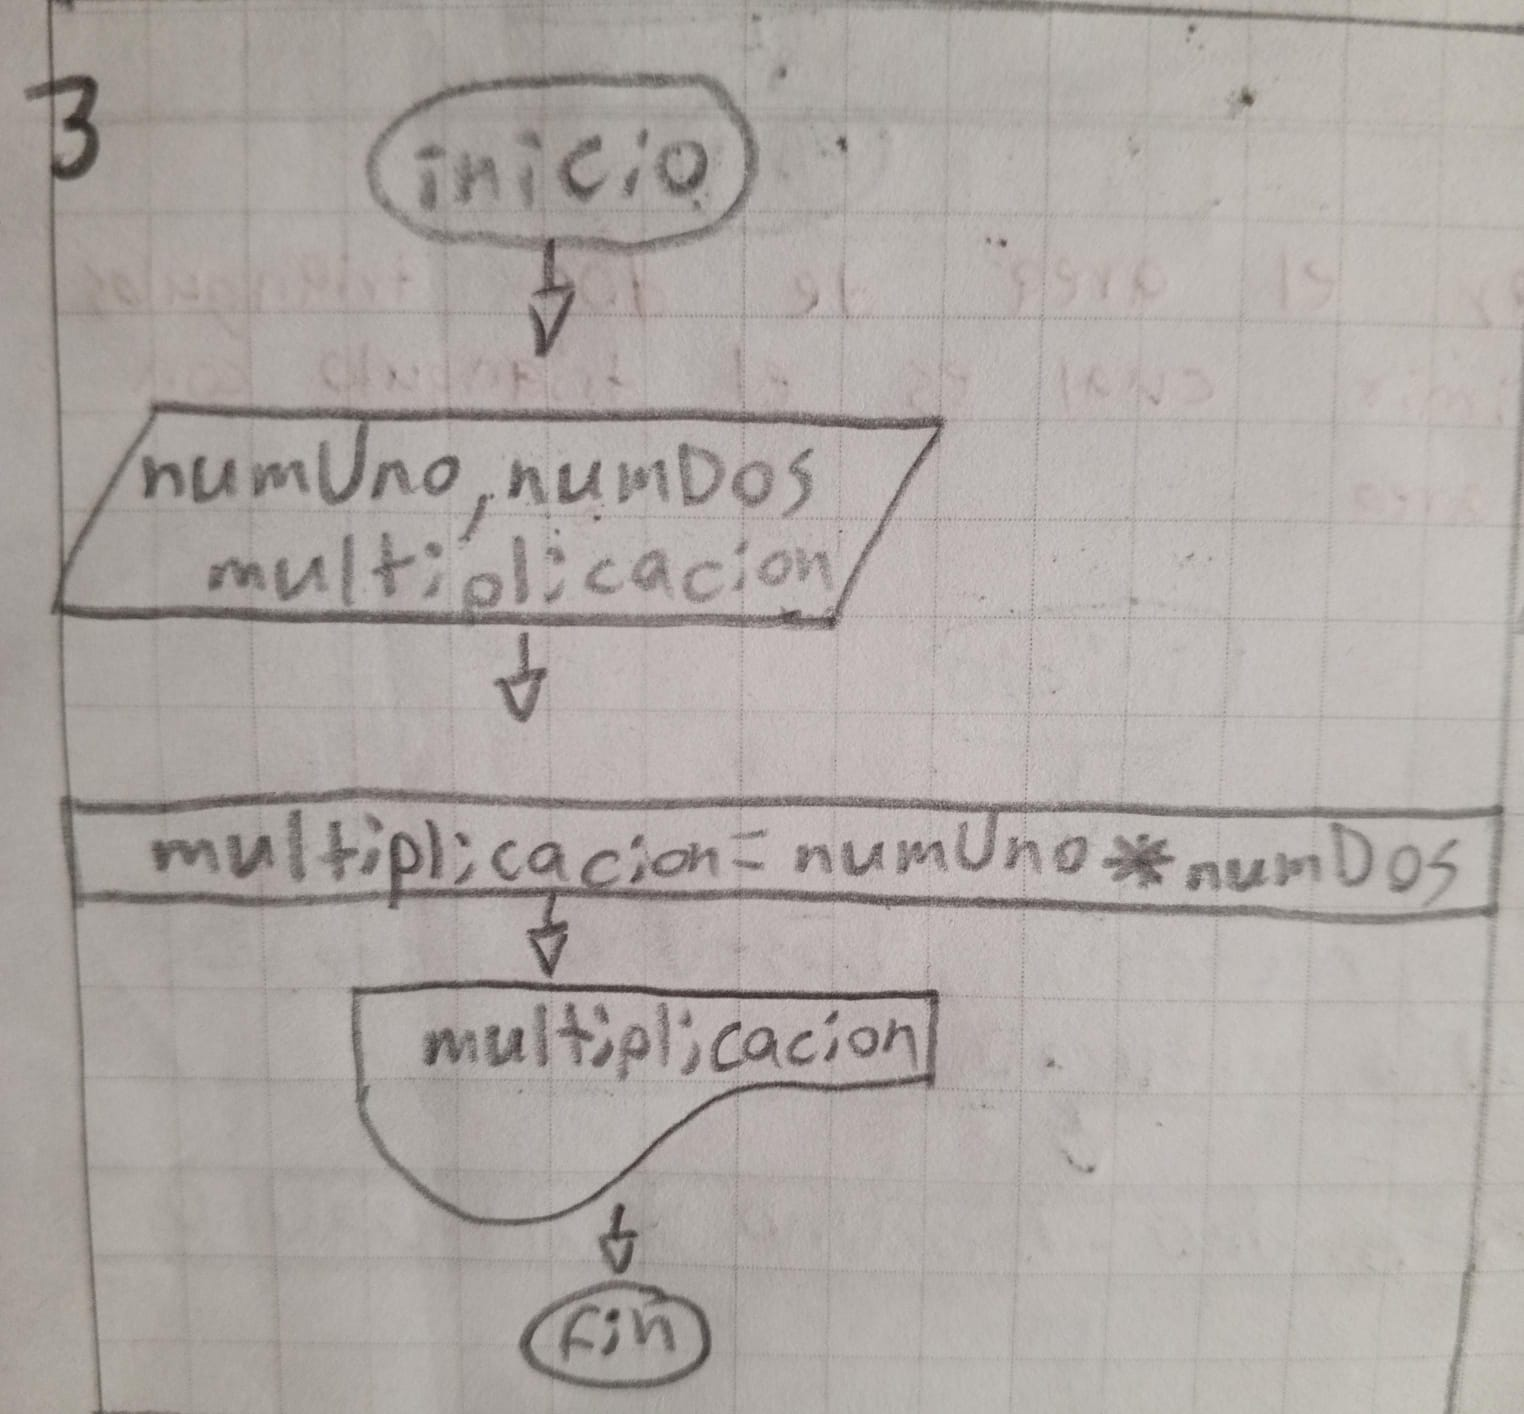 3
inicio
numUno, numDos
multiplicacion
multiplicacion = numUno * numDos
multiplicacion
fin